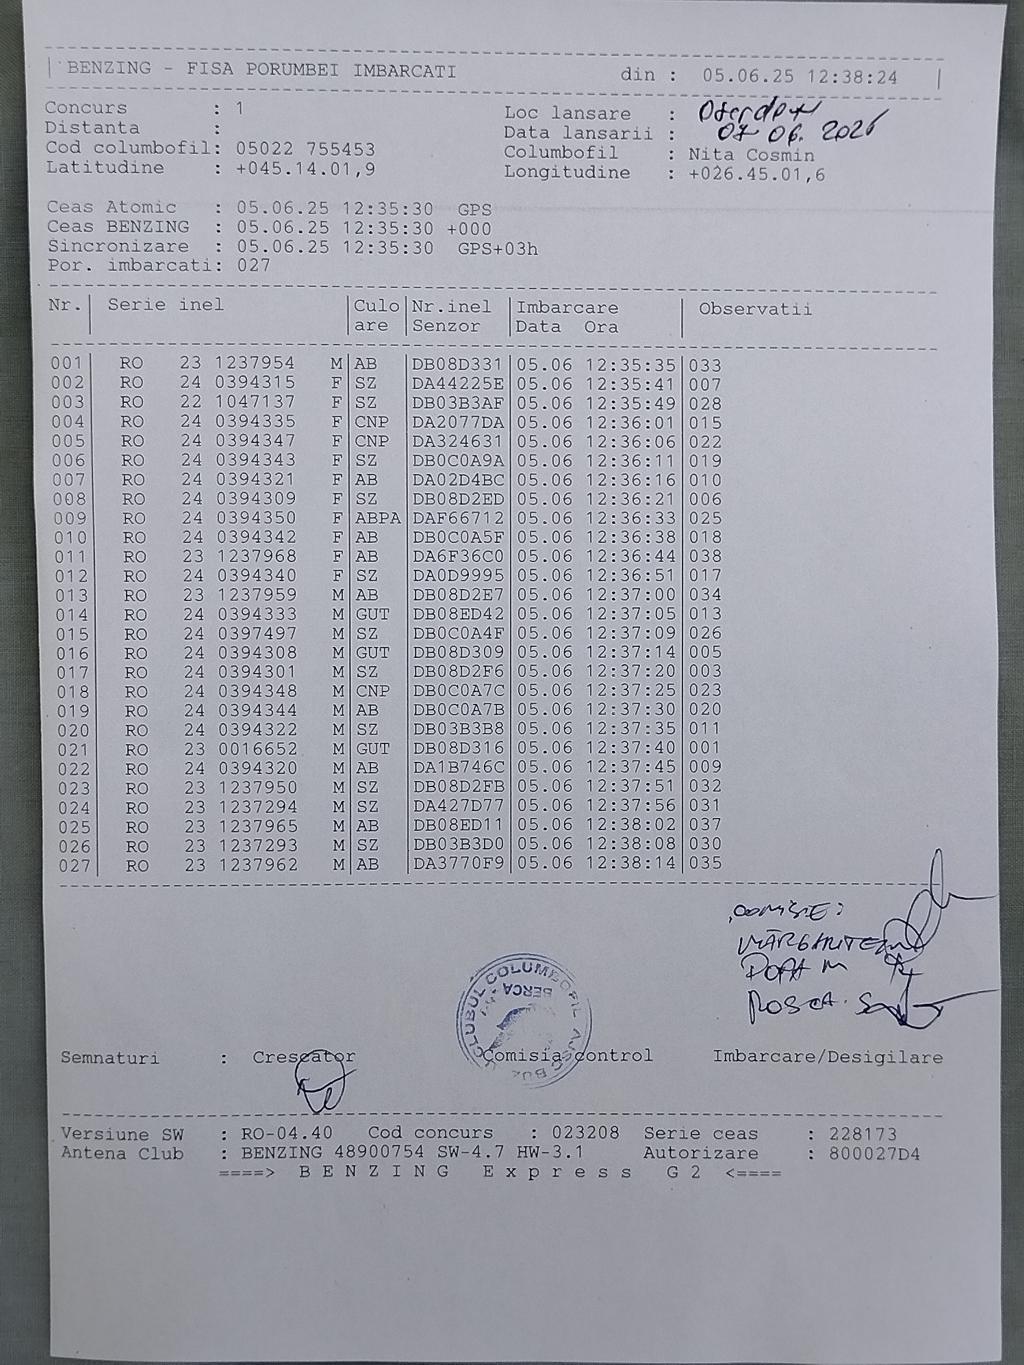 BENZING - FISA PORUMBEI IMBARCATI din : 05.06.25 12:38:24
Concurs : 1
Loc lansare :
Distanta :
Data lansarii : 07 06.
Cod columbofil: 05022 755453
Columbofil : Nita Cosmin
Latitudine : +045.14.01,9
Longitudine : +026.45.01,6
Ceas Atomic : 05.06.25 12:35:30 GPS
Ceas BENZING : 05.06.25 12:35:30 +000
Sincronizare : 05.06.25 12:35:30 GPS+03h
Por. imbarcati: 027
Nr. Serie inel Culo Nr.inel Imbarcare Observatii
are Senzor Data Ora
001 RO 23 1237954 M AB DB08D331 05.06 12:35:35 033
002 RO 24 0394315 F SZ DA44225E 05.06 12:35:41 007
003 RO 22 1047137 F SZ DB03B3AF 05.06 12:35:49 028
004 RO 24 0394335 F CNP DA2077DA 05.06 12:36:01 015
005 RO 24 0394347 F CNP DA324631 05.06 12:36:06 022
006 RO 24 0394343 F SZ DB0C0A9A 05.06 12:36:11 019
007 RO 24 0394321 F AB DA02D4BC 05.06 12:36:16 010
008 RO 24 0394309 F SZ DB08D2ED 05.06 12:36:21 006
009 RO 24 0394350 F ABPA DAF66712 05.06 12:36:33 025
010 RO 24 0394342 F AB DB0C0A5F 05.06 12:36:38 018
011 RO 23 1237968 F AB DA6F36C0 05.06 12:36:44 038
012 RO 24 0394340 F SZ DA0D9995 05.06 12:36:51 017
013 RO 23 1237959 M AB DB08D2E7 05.06 12:37:00 034
014 RO 24 0394333 M GUT DB08ED42 05.06 12:37:05 013
015 RO 24 0397497 M SZ DB0C0A4F 05.06 12:37:09 026
016 RO 24 0394308 M GUT DB08D309 05.06 12:37:14 005
017 RO 24 0394301 M SZ DB08D2F6 05.06 12:37:20 003
018 RO 24 0394348 M CNP DB0C0A7C 05.06 12:37:25 023
019 RO 24 0394344 M AB DB0C0A7B 05.06 12:37:30 020
020 RO 24 0394322 M SZ DB03B3B8 05.06 12:37:35 011
021 RO 23 0016652 M GUT DB08D316 05.06 12:37:40 001
022 RO 24 0394320 M AB DA1B746C 05.06 12:37:45 009
023 RO 23 1237950 M SZ DB08D2FB 05.06 12:37:51 032
024 RO 23 1237294 M SZ DA427D77 05.06 12:37:56 031
025 RO 23 1237965 M AB DB08ED11 05.06 12:38:02 037
026 RO 23 1237293 M SZ DB03B3D0 05.06 12:38:08 030
027 RO 23 1237962 M AB DA3770F9 05.06 12:38:14 035
COMISIE:
POPA M
ROSCA
CLUBUL COLUMBOFIL AJSC BUZ
BERCA
Semnaturi : Crescator Comisia control Imbarcare/Desigilare
Versiune SW : RO-04.40 Cod concurs : 023208 Serie ceas : 228173
Antena Club : BENZING 48900754 SW-4.7 HW-3.1 Autorizare : 800027D4
====> B E N Z I N G E x p r e s s G 2 <====